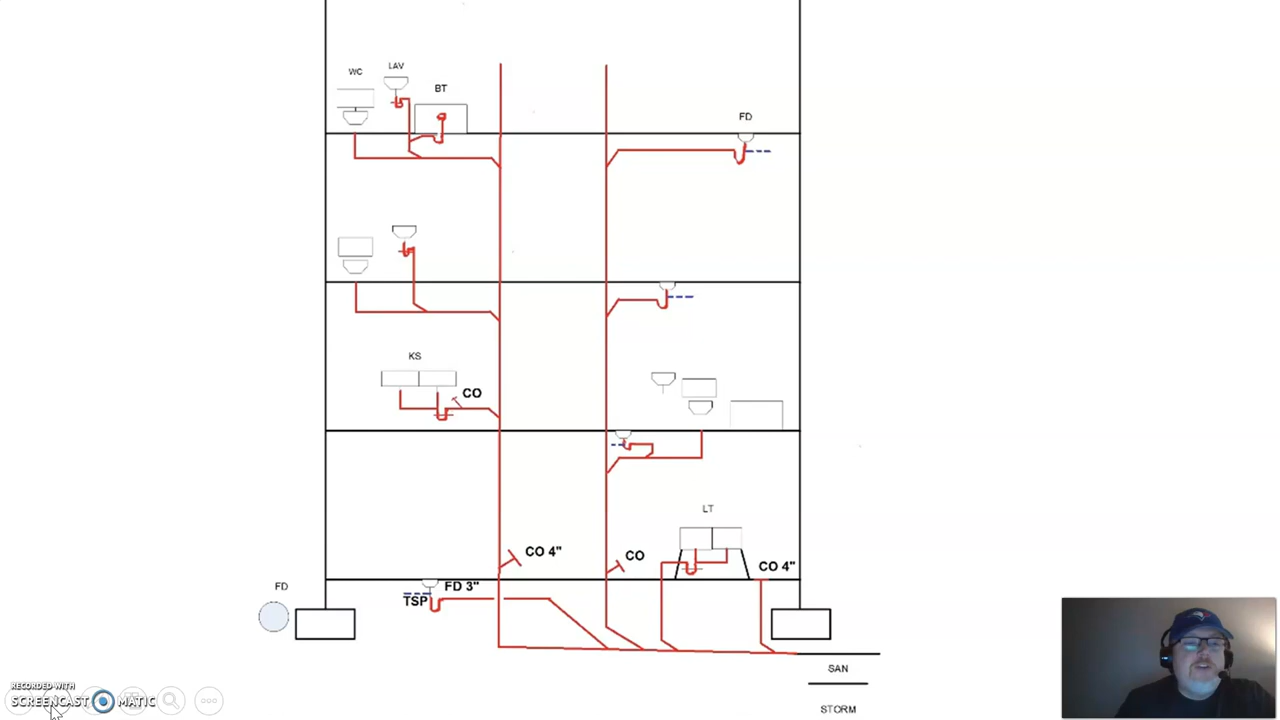 WC
LAV
BT
FD
KS
CO
LT
CO 4"
CO
CO 4"
FD
FD 3"
TSP
SAN
STORM
RECORDED WITH
SCREENCAST MATIC